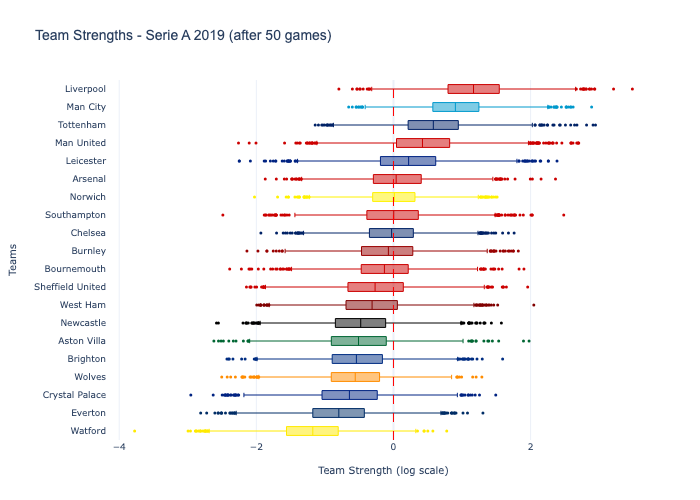 Team Strengths - Serie A 2019 (after 50 games)
Liverpool
Man City
Tottenham
Man United
Leicester
Arsenal
Norwich
Southampton
Chelsea
Burnley
Bournemouth
Sheffield United
West Ham
Newcastle
Aston Villa
Brighton
Wolves
Crystal Palace
Everton
Watford
Teams
−4 −2 0 2
Team Strength (log scale)